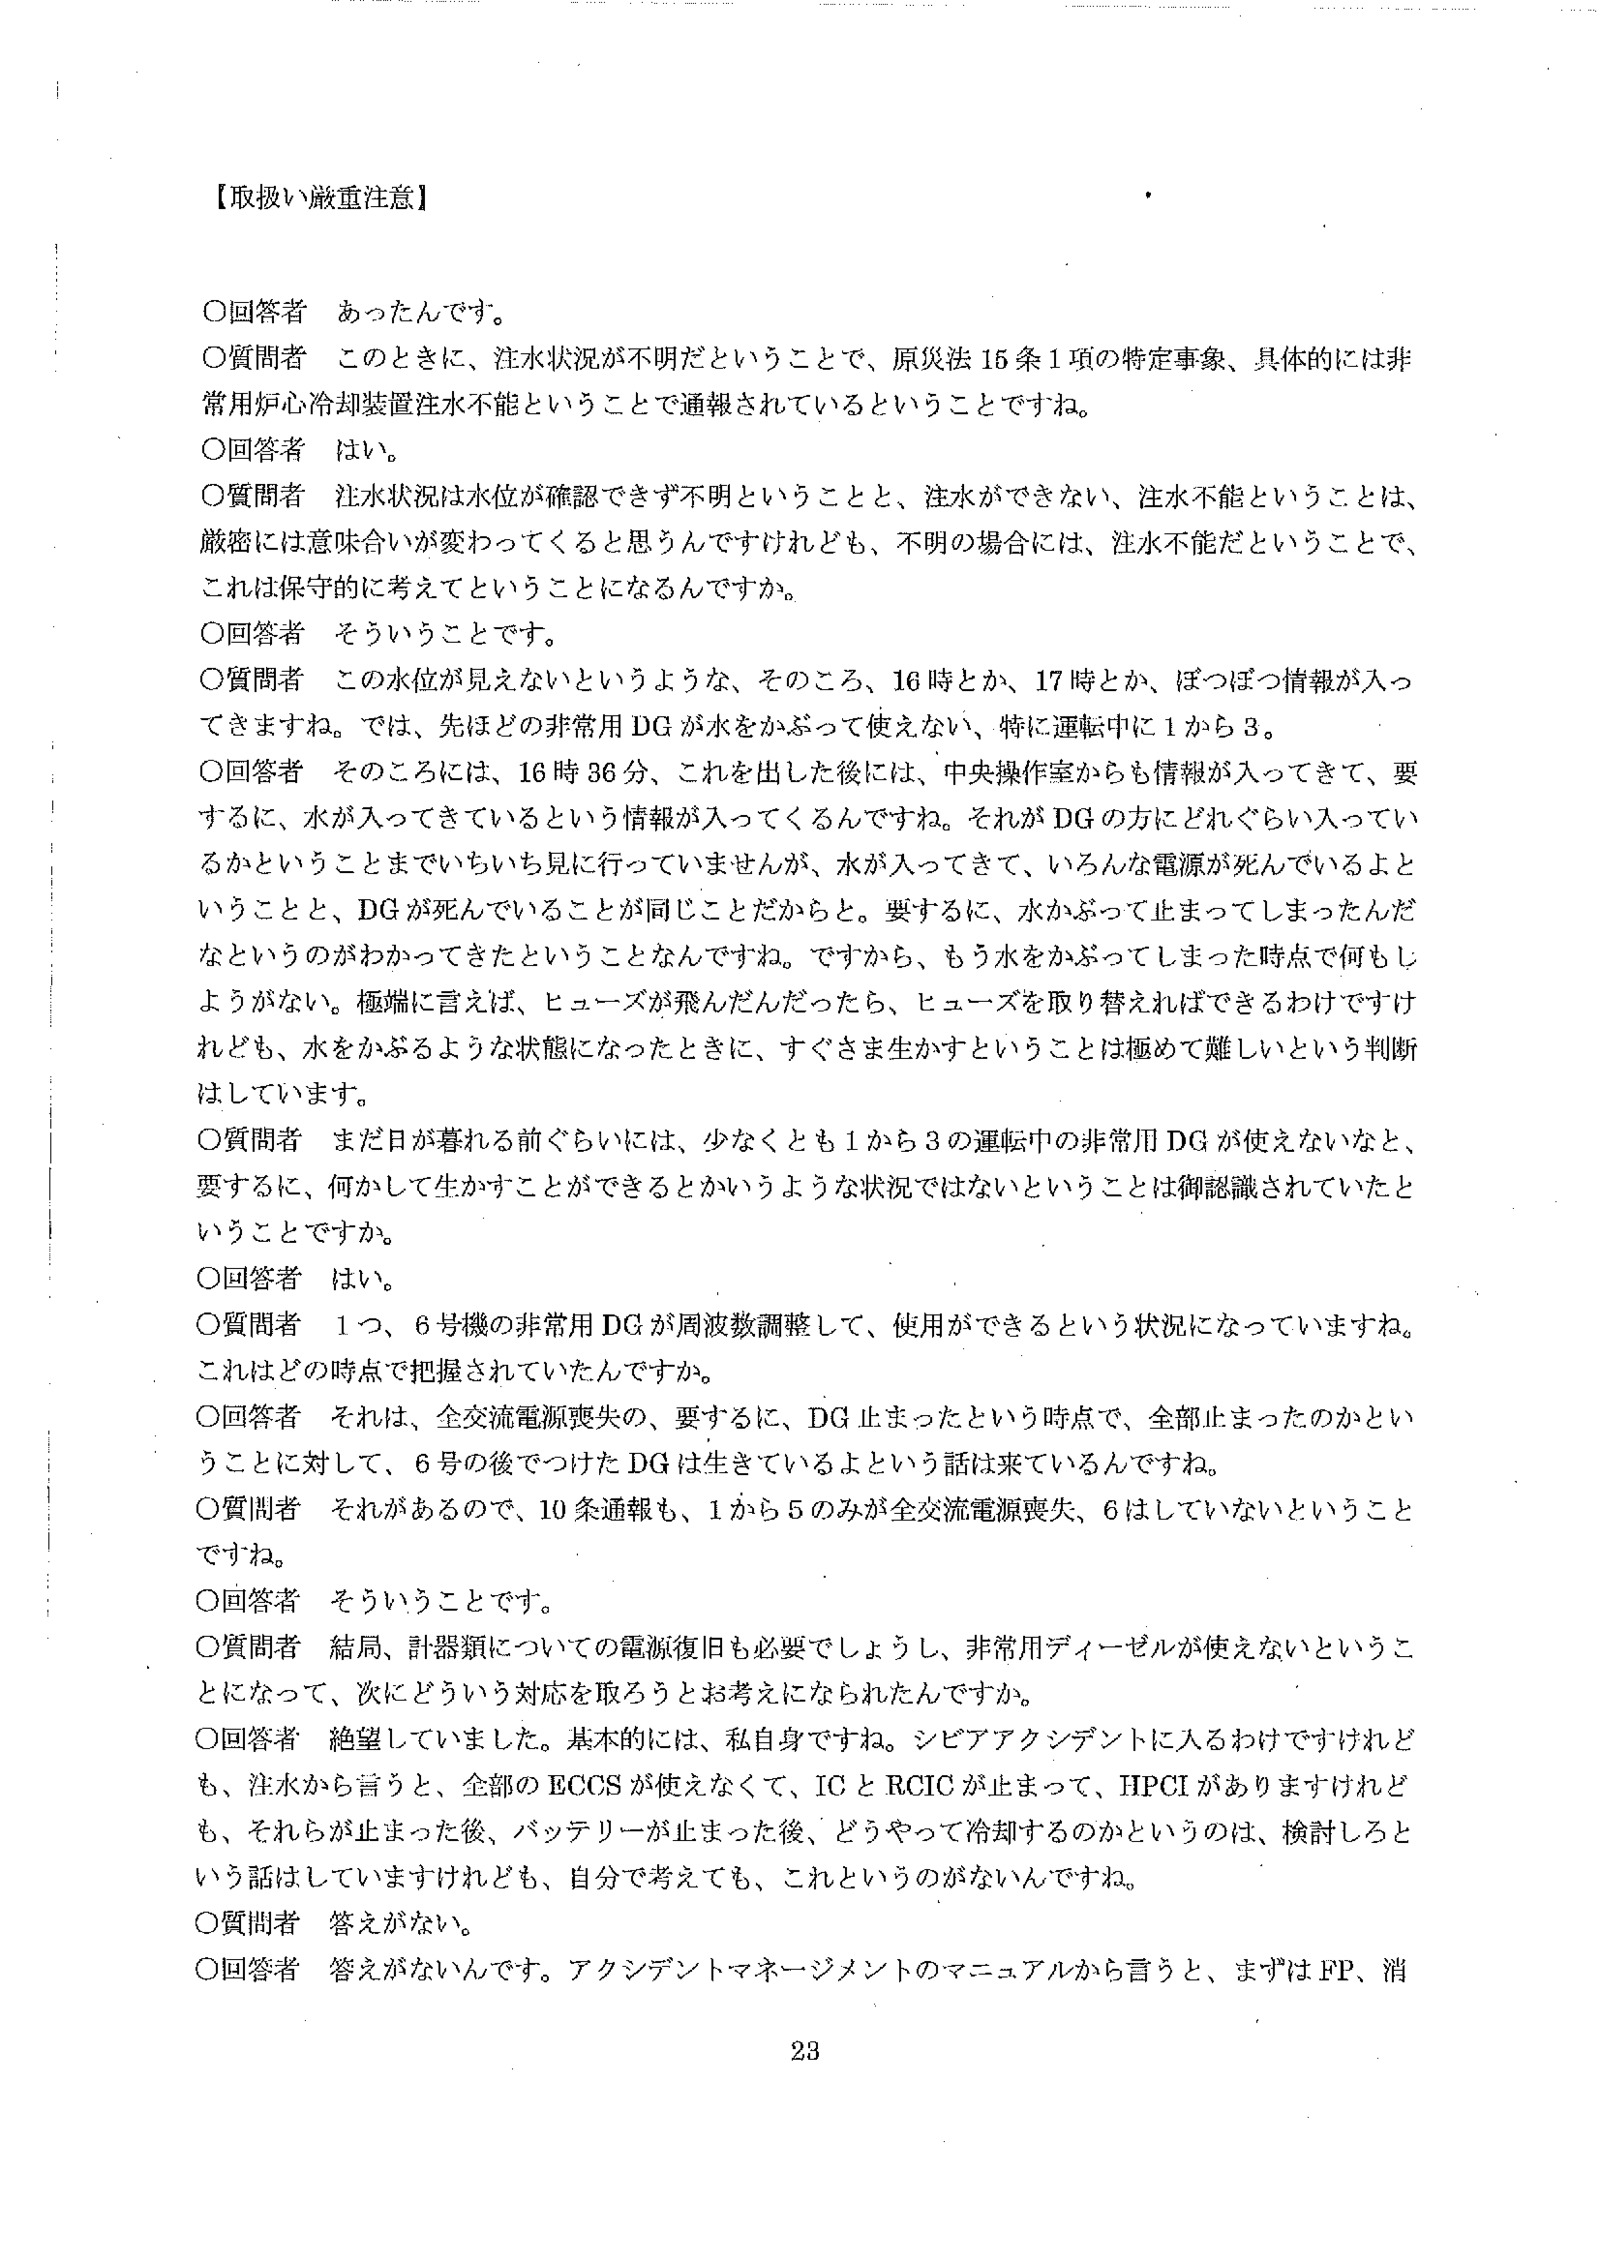 【取扱い厳重注意】
〇回答者　あったんです。
〇質問者　このときに、注水状況が不明だということで、原災法 15 条 1 項の特定事象、具体的には非
常用炉心冷却装置注水不能ということで通報されているということですね。
〇回答者　はい。
〇質問者　注水状況は水位が確認できず不明ということと、注水ができない、注水不能ということは、
厳密には意味合いが変わってくると思うんですけれども、不明の場合には、注水不能だということで、
これは保守的に考えてということになるんですか。
〇回答者　そういうことです。
〇質問者　この水位が見えないというような、そのころ、16 時とか、17 時とか、ぼつぼつ情報が入っ
てきますね。では、先ほどの非常用 DG が水をかぶって使えない、特に運転中に 1 から 3。
〇回答者　そのころには、16 時 36 分、これを出した後には、中央操作室からも情報が入ってきて、要
するに、水が入ってきているという情報が入ってくるんですね。それが DG の方にどれぐらい入ってい
るかということまでいちいち見に行っていませんが、水が入ってきて、いろんな電源が死んでいるよと
いうことと、DG が死んでいることが同じことだからと。要するに、水かぶって止まってしまったんだ
なというのがわかってきたということなんですね。ですから、もう水をかぶってしまった時点で何もし
ようがない。極端に言えば、ヒューズが飛んだんだったら、ヒューズを取り替えればできるわけですけ
れども、水をかぶるような状態になったときに、すぐさま生かすということは極めて難しいという判断
はしています。
〇質問者　まだ日が暮れる前ぐらいには、少なくとも 1 から 3 の運転中の非常用 DG が使えないなと、
要するに、何かして生かすことができるとかいうような状況ではないということは御認識されていたと
いうことですか。
〇回答者　はい。
〇質問者　1 つ、6 号機の非常用 DG が周波数調整して、使用ができるという状況になっていますね。
これはどの時点で把握されていたんですか。
〇回答者　それは、全交流電源喪失の、要するに、DG 止まったという時点で、全部止まったのかとい
うことに対して、6 号の後でつけた DG は生きているよという話は来ているんですね。
〇質問者　それがあるので、10 条通報も、1 から 5 のみが全交流電源喪失、6 はしていないということ
ですね。
〇回答者　そういうことです。
〇質問者　結局、計器類についての電源復旧も必要でしょうし、非常用ディーゼルが使えないというこ
とになって、次にどういう対応を取ろうとお考えになられたんですか。
〇回答者　絶望していました。基本的には、私自身ですね。シビアアクシデントに入るわけですけれど
も、注水から言うと、全部の ECCS が使えなくて、IC と RCIC が止まって、HPCI がありますけれど
も、それらが止まった後、バッテリーが止まった後、どうやって冷却するのかというのは、検討しろと
いう話はしていますけれども、自分で考えても、これというのがないんですね。
〇質問者　答えがない。
〇回答者　答えがないんです。アクシデントマネージメントのマニュアルから言うと、まずは FP、消
23